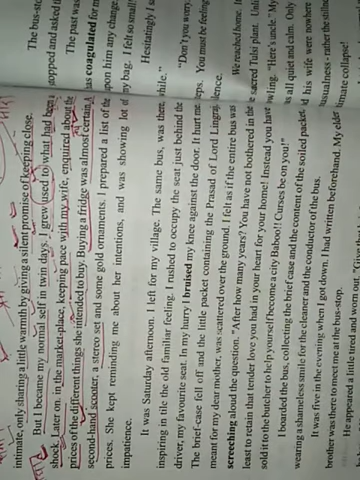 intimate, only sharing a little warmth by giving a silent promise of keeping close.
But I became my normal self in twin days. I grew used to what had been
shock. Later on in the market-place, keeping pace with my wife, enquired about the
prices of the different things she intended to buy. Buying a fridge was almost certain. A
second-hand scooter, a stereo set and some gold ornaments. I prepared a list of the
prices. She kept reminding me about her intentions, and was showing lot of
impatience.
It was Saturday afternoon. I left for my village. The same bus, was there,
inspiring in tile the old familiar feeling. I rushed to occupy the seat just behind the
driver, my favourite seat. In my hurry I bruised my knee against the door. It hurt me.
The brief-case fell off and the little packet containing the Prasad of Lord Lingraj
meant for my dear mother, was scattered over the ground. I felt as if the entire bus was
screeching aloud the question. "After how many years? You have not bothered in the
least to retain that tender love you had in your heart for your home! Instead you have
sold it to the butcher to help yourself become a city Baboo!! Curses be on you!"
I boarded the bus, collecting the brief case and the content of the soiled packet,
wearing a shameless smile for the cleaner and the conductor of the bus.
It was five in the evening when I got down. I had written beforehand. My elder
brother was there to meet me at the bus-stop.
He appeared a little tired and worn out. "Give
The bus-sto
stopped and asked
The past was
has coagulated for m
upon him any change.
my bag. I felt so small!
Hesitatingly I s
while."
"Don't you worry.
eps. You must be feeling
dence.
We reached home. It
e sacred Tulsi plant. Unle
wling. "Here's uncle." My
as all quiet and calm. Only
d his wife were nowhere
asualness - rather the stilln
limate collapse!